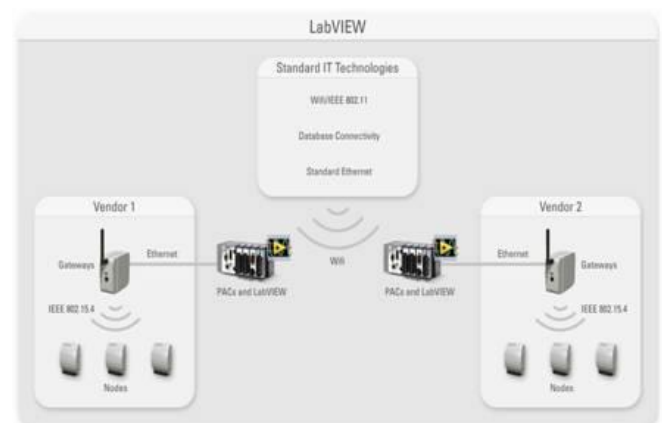 LabVIEW
Standard IT Technologies
Wifi/IEEE 802.11
Database Connectivity
Standard Ethernet
Vendor 1
Gateways
Ethernet
PACs and LabVIEW
IEEE 802.15.4
Nodes
Wifi
Vendor 2
Ethernet
Gateways
PACs and LabVIEW
IEEE 802.15.4
Nodes